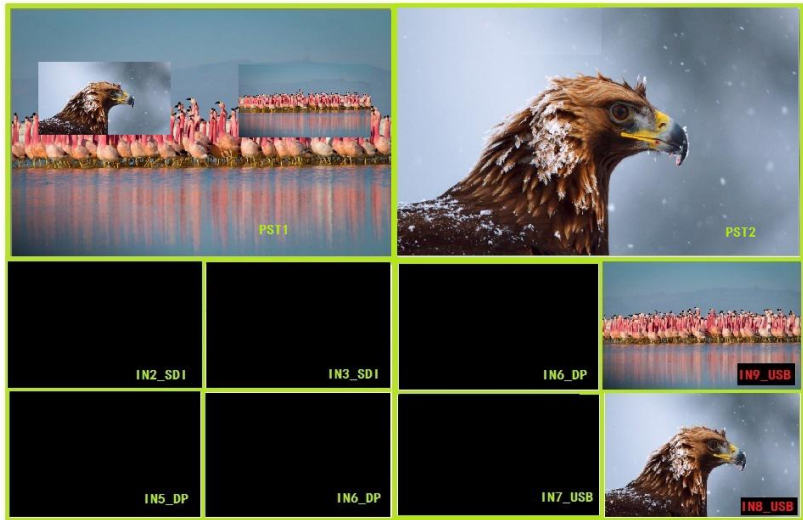 PST1
PST2
IN2_SDI
IN3_SDI
IN6_DP
IN9_USB
IN5_DP
IN6_DP
IN7_USB
IN8_USB